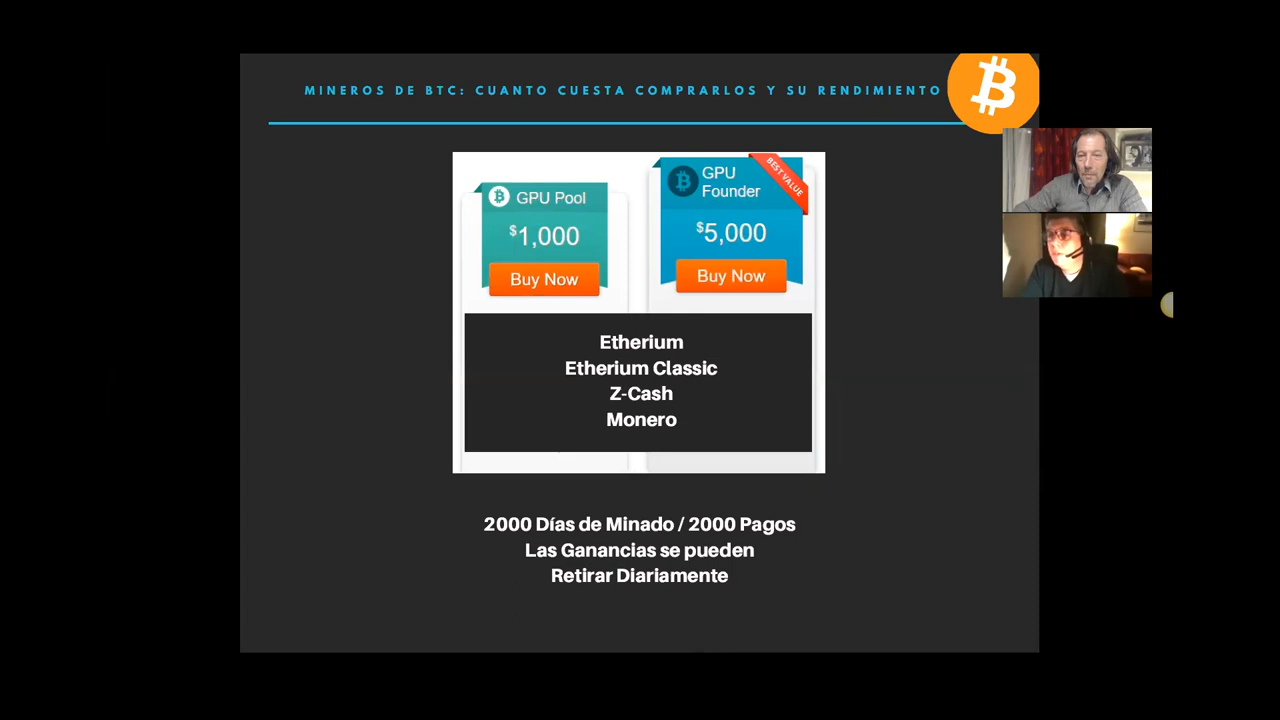 MINEROS DE BTC: CUANTO CUESTA COMPRARLOS Y SU RENDIMIENTO
GPU Pool
$1,000
Buy Now
GPU
Founder
BEST VALUE
$5,000
Buy Now
Etherium
Etherium Classic
Z-Cash
Monero
2000 Días de Minado / 2000 Pagos
Las Ganancias se pueden
Retirar Diariamente